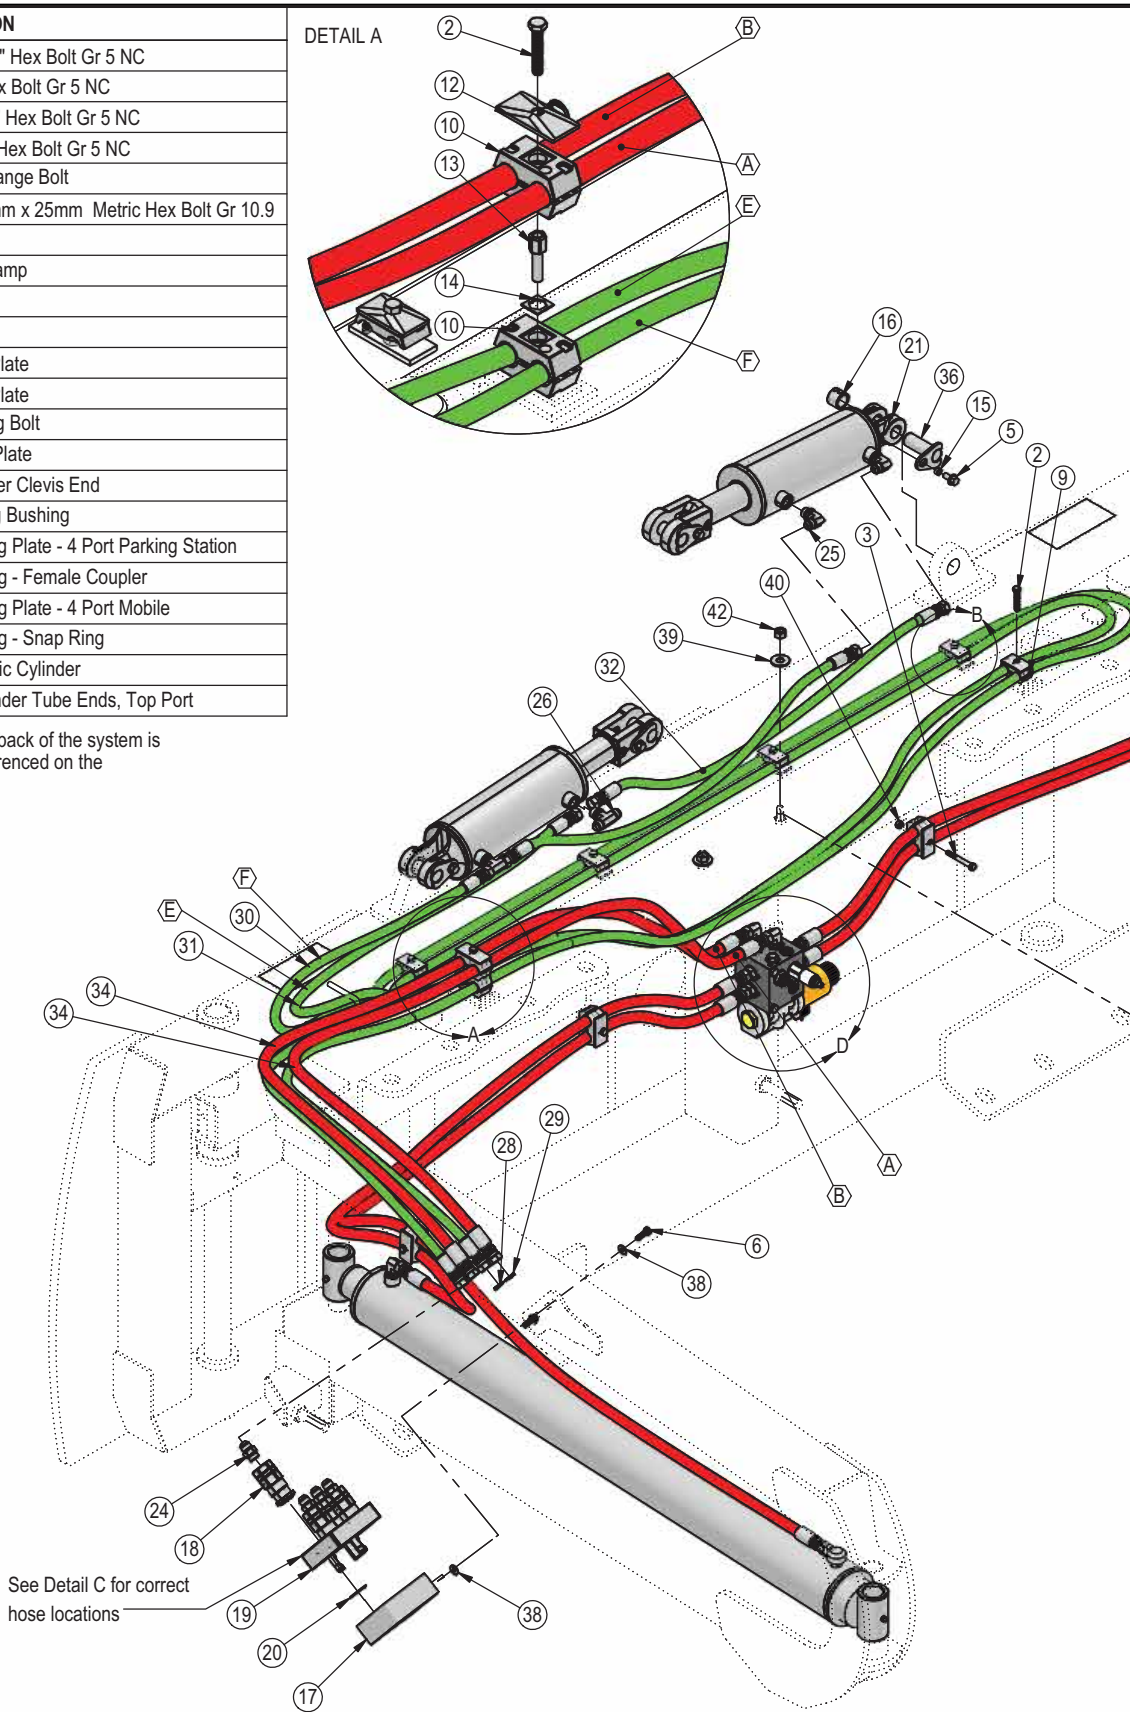 ON
" Hex Bolt Gr 5 NC
x Bolt Gr 5 NC
Hex Bolt Gr 5 NC
Hex Bolt Gr 5 NC
ange Bolt
m x 25mm Metric Hex Bolt Gr 10.9
amp
late
late
g Bolt
Plate
er Clevis End
g Bushing
g Plate - 4 Port Parking Station
g - Female Coupler
g Plate - 4 Port Mobile
g - Snap Ring
ic Cylinder
der Tube Ends, Top Port
back of the system is
renced on the
DETAIL A
2
B
12
10
13
A
E
14
10
F
16
21
36
15
5
2
9
3
25
40
42
39
B
32
26
F
E
30
31
34
34
A
D
28
29
A
B
6
38
24
18
See Detail C for correct
hose locations
19
38
20
17